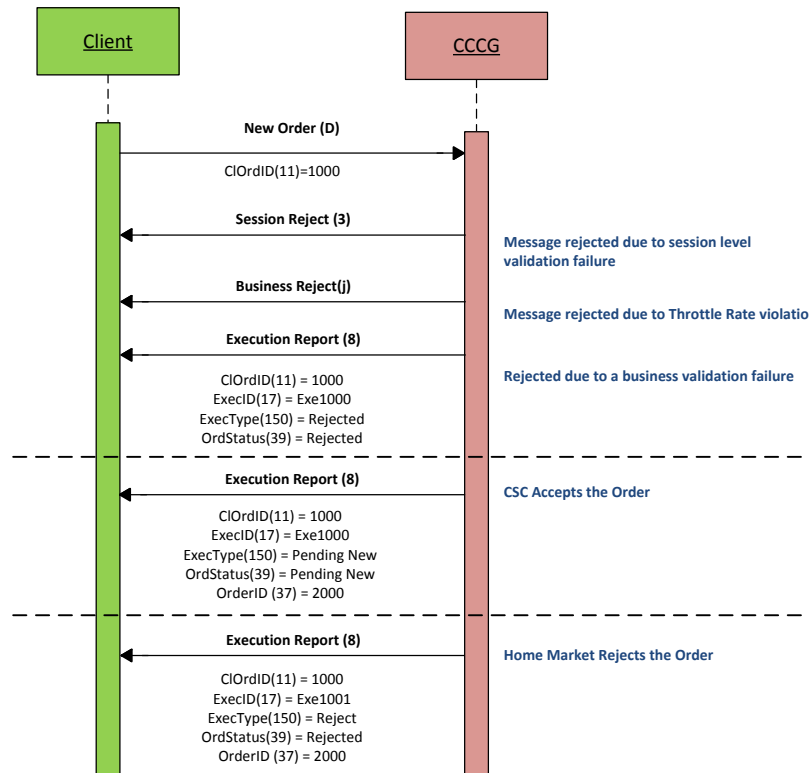 Client
CCCG
New Order (D)
ClOrdID(11)=1000
Session Reject (3)
Message rejected due to session level
validation failure
Business Reject(j)
Message rejected due to Throttle Rate violatio
Execution Report (8)
Rejected due to a business validation failure
ClOrdID(11) = 1000
ExecID(17) = Exe1000
ExecType(150) = Rejected
OrdStatus(39) = Rejected
Execution Report (8)
CSC Accepts the Order
ClOrdID(11) = 1000
ExecID(17) = Exe1000
ExecType(150) = Pending New
OrdStatus(39) = Pending New
OrderID (37) = 2000
Execution Report (8)
Home Market Rejects the Order
ClOrdID(11) = 1000
ExecID(17) = Exe1001
ExecType(150) = Reject
OrdStatus(39) = Rejected
OrderID (37) = 2000